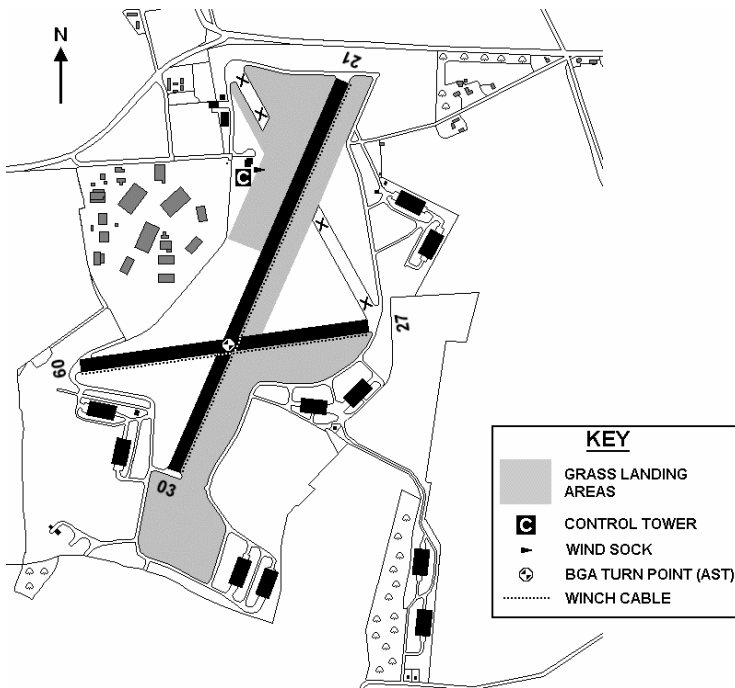 N
21
C
27
09
03
KEY
GRASS LANDING
AREAS
C
CONTROL TOWER
WIND SOCK
BGA TURN POINT (AST)
WINCH CABLE